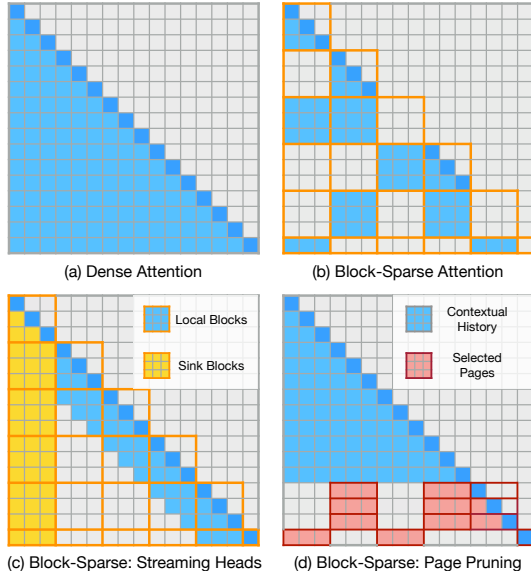 (a) Dense Attention
(b) Block-Sparse Attention
Local Blocks
Sink Blocks
Contextual
History
Selected
Pages
(c) Block-Sparse: Streaming Heads
(d) Block-Sparse: Page Pruning